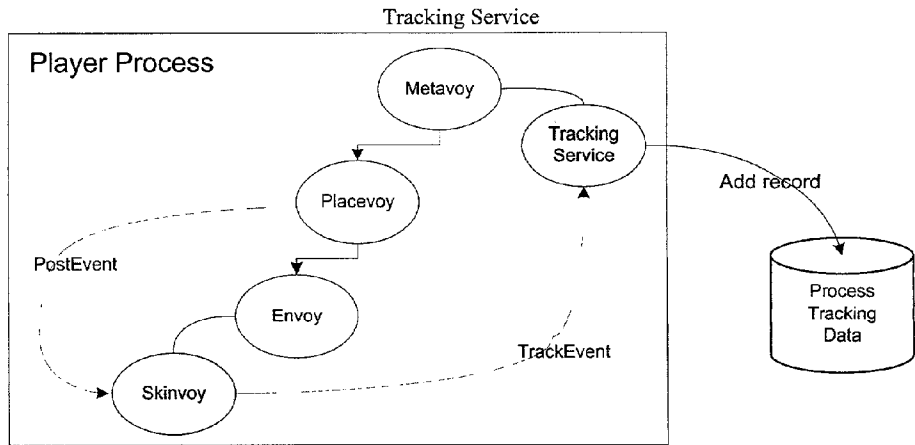 Tracking Service
Player Process
Metavoy
Tracking
Service
Placevoy
Add record
PostEvent
Envoy
Process
Tracking
Data
TrackEvent
Skinvoy